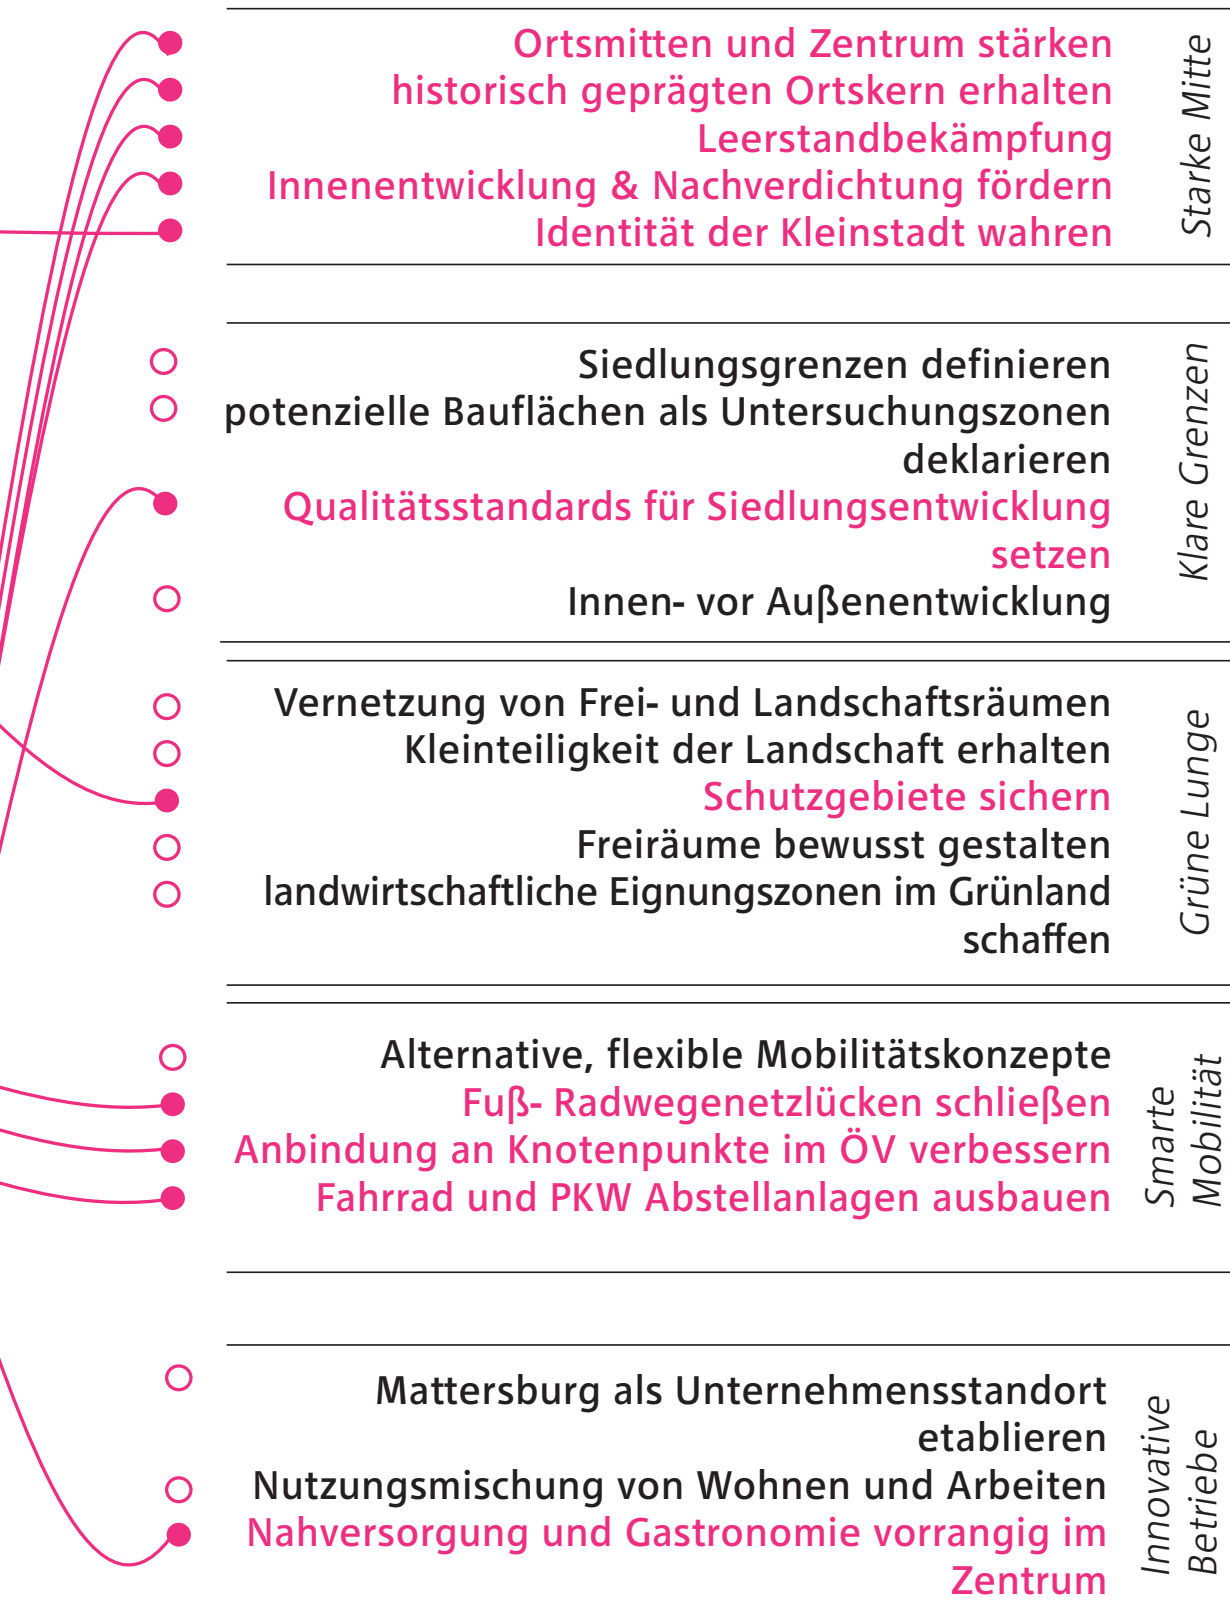 Ortsmitten und Zentrum stärken
historisch geprägten Ortskern erhalten
Leerstandbekämpfung
Innenentwicklung & Nachverdichtung fördern
Identität der Kleinstadt wahren
Starke Mitte
Siedlungsgrenzen definieren
potenzielle Bauflächen als Untersuchungszonen
deklarieren
Qualitätsstandards für Siedlungsentwicklung
setzen
Innen- vor Außenentwicklung
Klare Grenzen
Vernetzung von Frei- und Landschaftsräumen
Kleinteiligkeit der Landschaft erhalten
Schutzgebiete sichern
Freiräume bewusst gestalten
landwirtschaftliche Eignungszonen im Grünland
schaffen
Grüne Lunge
Alternative, flexible Mobilitätskonzepte
Fuß- Radwegenetzlücken schließen
Anbindung an Knotenpunkte im ÖV verbessern
Fahrrad und PKW Abstellanlagen ausbauen
Smarte
Mobilität
Mattersburg als Unternehmensstandort
etablieren
Nutzungsmischung von Wohnen und Arbeiten
Nahversorgung und Gastronomie vorrangig im
Zentrum
Innovative
Betriebe